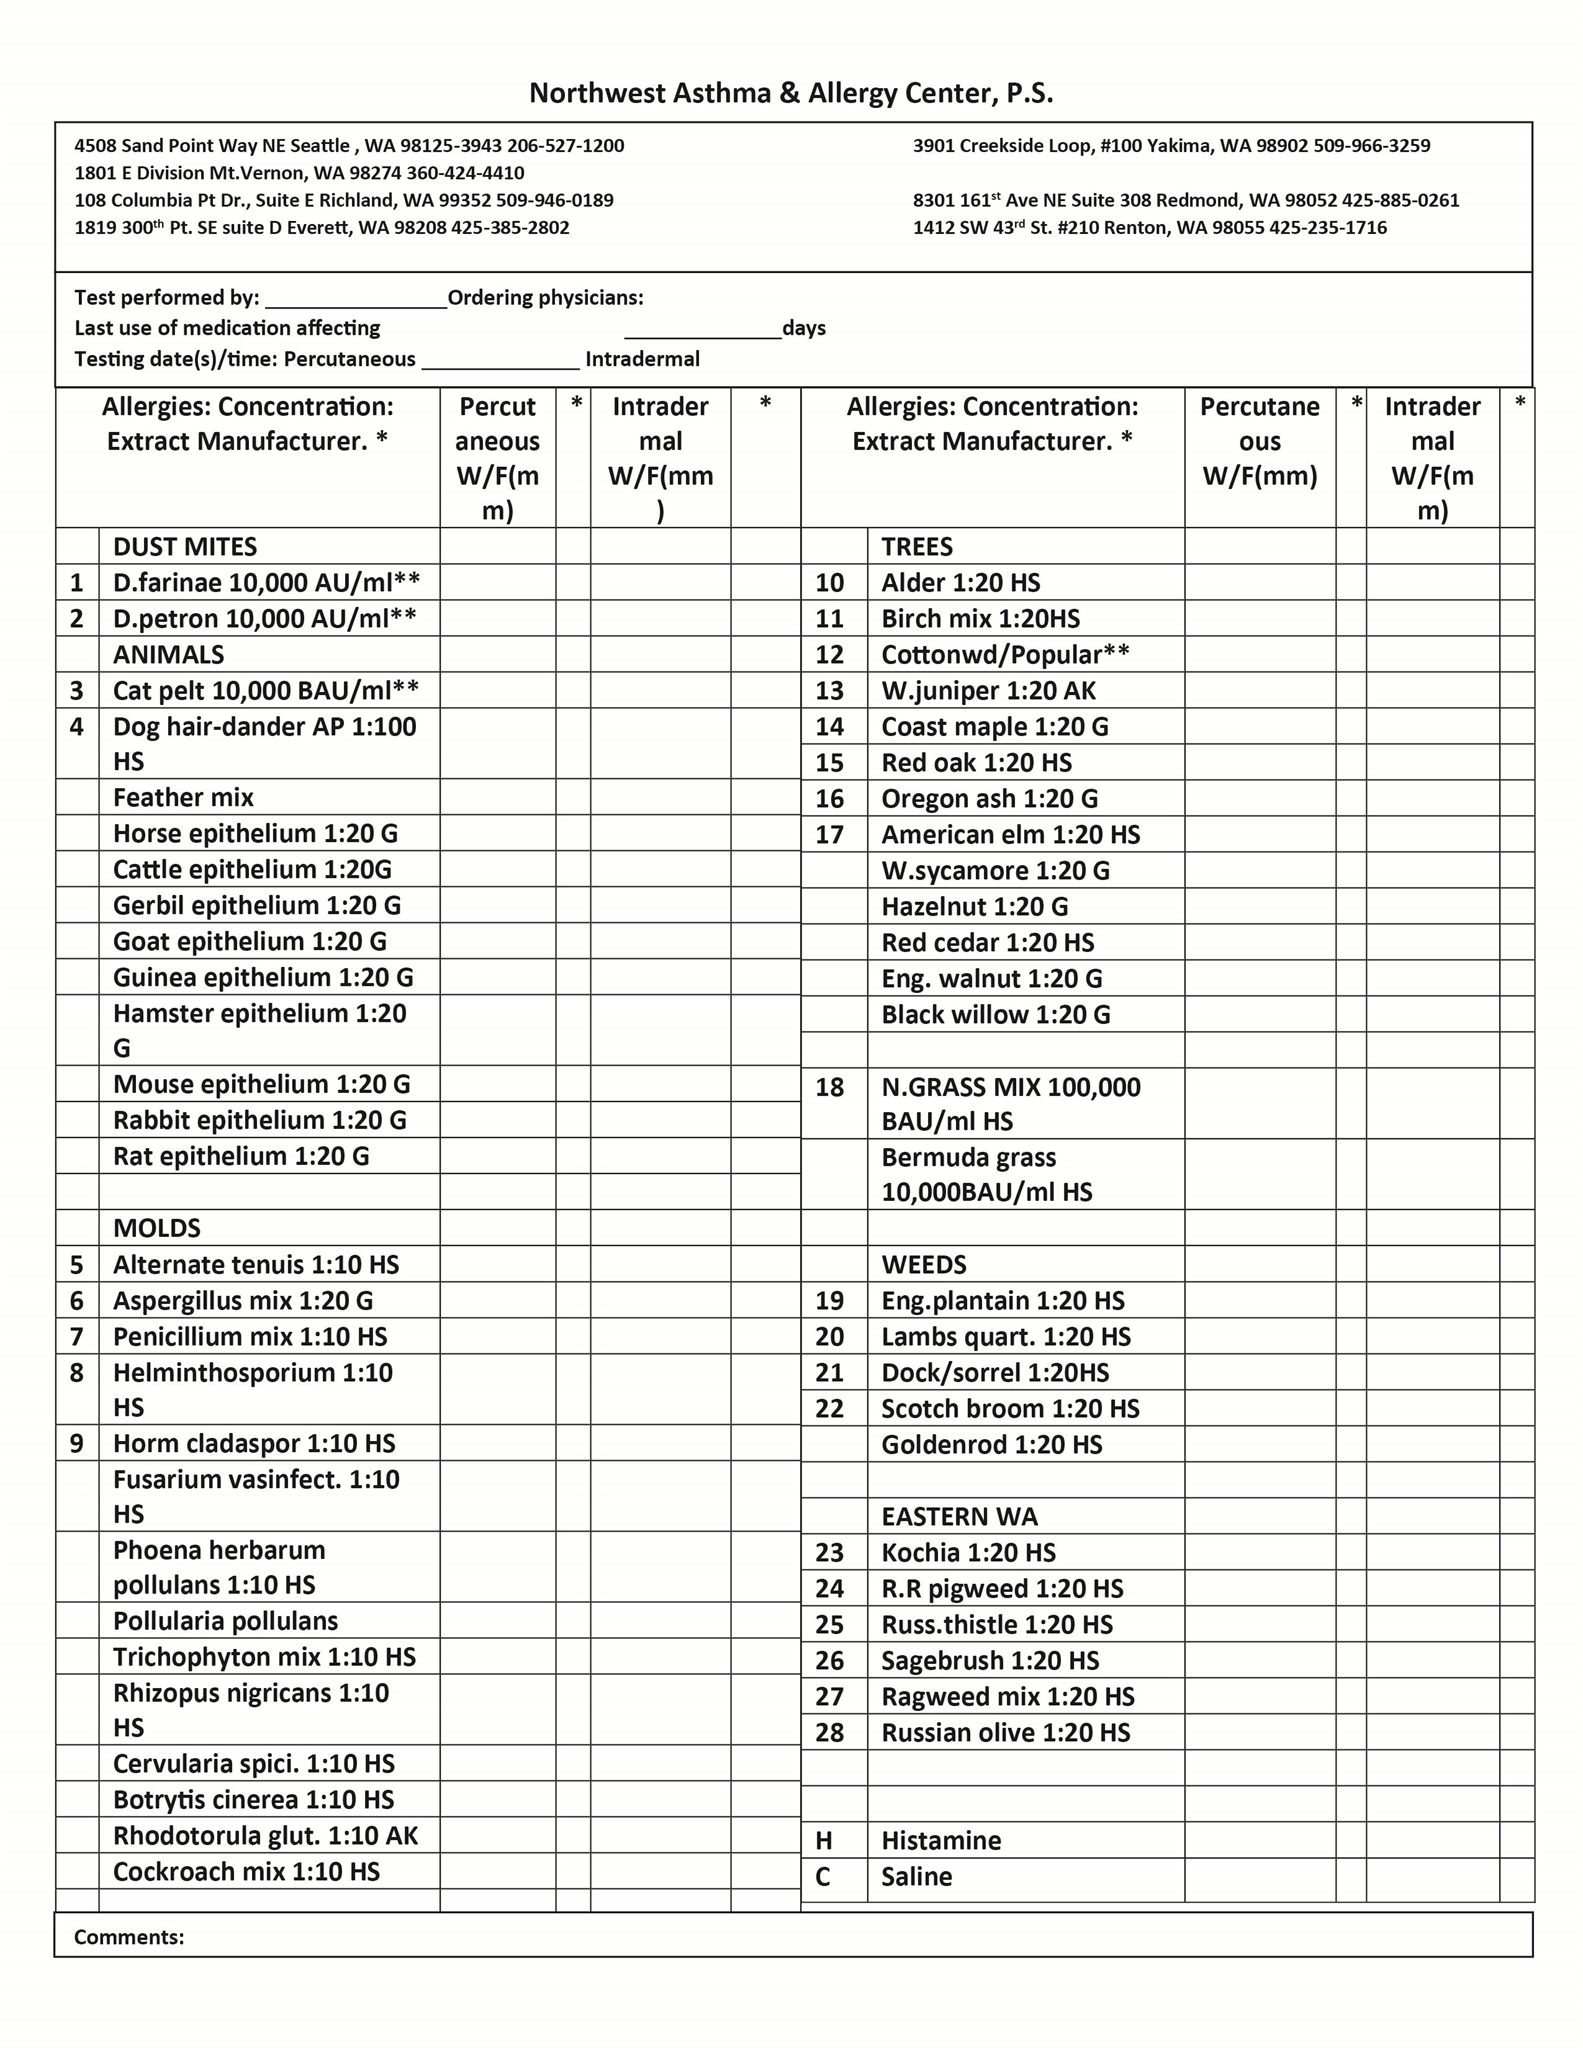 Northwest Asthma & Allergy Center, P.S.
4508 Sand Point Way NE Seattle , WA 98125-3943 206-527-1200
1801 E Division Mt.Vernon, WA 98274 360-424-4410
108 Columbia Pt Dr., Suite E Richland, WA 99352 509-946-0189
1819 300th Pt. SE suite D Everett, WA 98208 425-385-2802
3901 Creekside Loop, #100 Yakima, WA 98902 509-966-3259
8301 161st Ave NE Suite 308 Redmond, WA 98052 425-885-0261
1412 SW 43rd St. #210 Renton, WA 98055 425-235-1716
Test performed by: _______________Ordering physicians:
Last use of medication affecting _____________days
Testing date(s)/time: Percutaneous _____________ Intradermal
Allergies: Concentration:
Extract Manufacturer. *
Percut
aneous
W/F(m
m)
*
Intrader
mal
W/F(mm
)
*
DUST MITES
1 D.farinae 10,000 AU/ml**
2 D.petron 10,000 AU/ml**
ANIMALS
3 Cat pelt 10,000 BAU/ml**
4 Dog hair-dander AP 1:100
HS
Feather mix
Horse epithelium 1:20 G
Cattle epithelium 1:20G
Gerbil epithelium 1:20 G
Goat epithelium 1:20 G
Guinea epithelium 1:20 G
Hamster epithelium 1:20
G
Mouse epithelium 1:20 G
Rabbit epithelium 1:20 G
Rat epithelium 1:20 G
MOLDS
5 Alternate tenuis 1:10 HS
6 Aspergillus mix 1:20 G
7 Penicillium mix 1:10 HS
8 Helminthosporium 1:10
HS
9 Horm cladaspor 1:10 HS
Fusarium vasinfect. 1:10
HS
Phoena herbarum
pollulans 1:10 HS
Pollularia pollulans
Trichophyton mix 1:10 HS
Rhizopus nigricans 1:10
HS
Cervularia spici. 1:10 HS
Botrytis cinerea 1:10 HS
Rhodotorula glut. 1:10 AK
Cockroach mix 1:10 HS
Allergies: Concentration:
Extract Manufacturer. *
Percutane
ous
W/F(mm)
*
Intrader
mal
W/F(m
m)
*
TREES
10 Alder 1:20 HS
11 Birch mix 1:20HS
12 Cottonwd/Popular**
13 W.juniper 1:20 AK
14 Coast maple 1:20 G
15 Red oak 1:20 HS
16 Oregon ash 1:20 G
17 American elm 1:20 HS
W.sycamore 1:20 G
Hazelnut 1:20 G
Red cedar 1:20 HS
Eng. walnut 1:20 G
Black willow 1:20 G
18 N.GRASS MIX 100,000
BAU/ml HS
Bermuda grass
10,000BAU/ml HS
WEEDS
19 Eng.plantain 1:20 HS
20 Lambs quart. 1:20 HS
21 Dock/sorrel 1:20HS
22 Scotch broom 1:20 HS
Goldenrod 1:20 HS
EASTERN WA
23 Kochia 1:20 HS
24 R.R pigweed 1:20 HS
25 Russ.thistle 1:20 HS
26 Sagebrush 1:20 HS
27 Ragweed mix 1:20 HS
28 Russian olive 1:20 HS
H Histamine
C Saline
Comments: